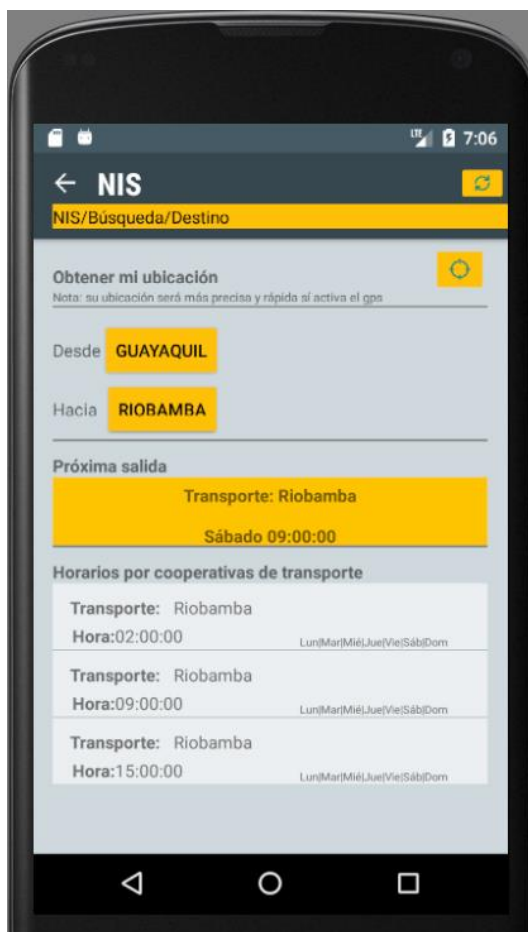 LTE 7:06
NIS
NIS/Búsqueda/Destino
Obtener mi ubicación
Nota: su ubicación será más precisa y rápida sí activa el gps
Desde GUAYAQUIL
Hacia RIOBAMBA
Próxima salida
Transporte: Riobamba
Sábado 09:00:00
Horarios por cooperativas de transporte
Transporte: Riobamba
Hora:02:00:00 Lun|Mar|Mié|Jue|Vie|Sáb|Dom
Transporte: Riobamba
Hora:09:00:00 Lun|Mar|Mié|Jue|Vie|Sáb|Dom
Transporte: Riobamba
Hora:15:00:00 Lun|Mar|Mié|Jue|Vie|Sáb|Dom